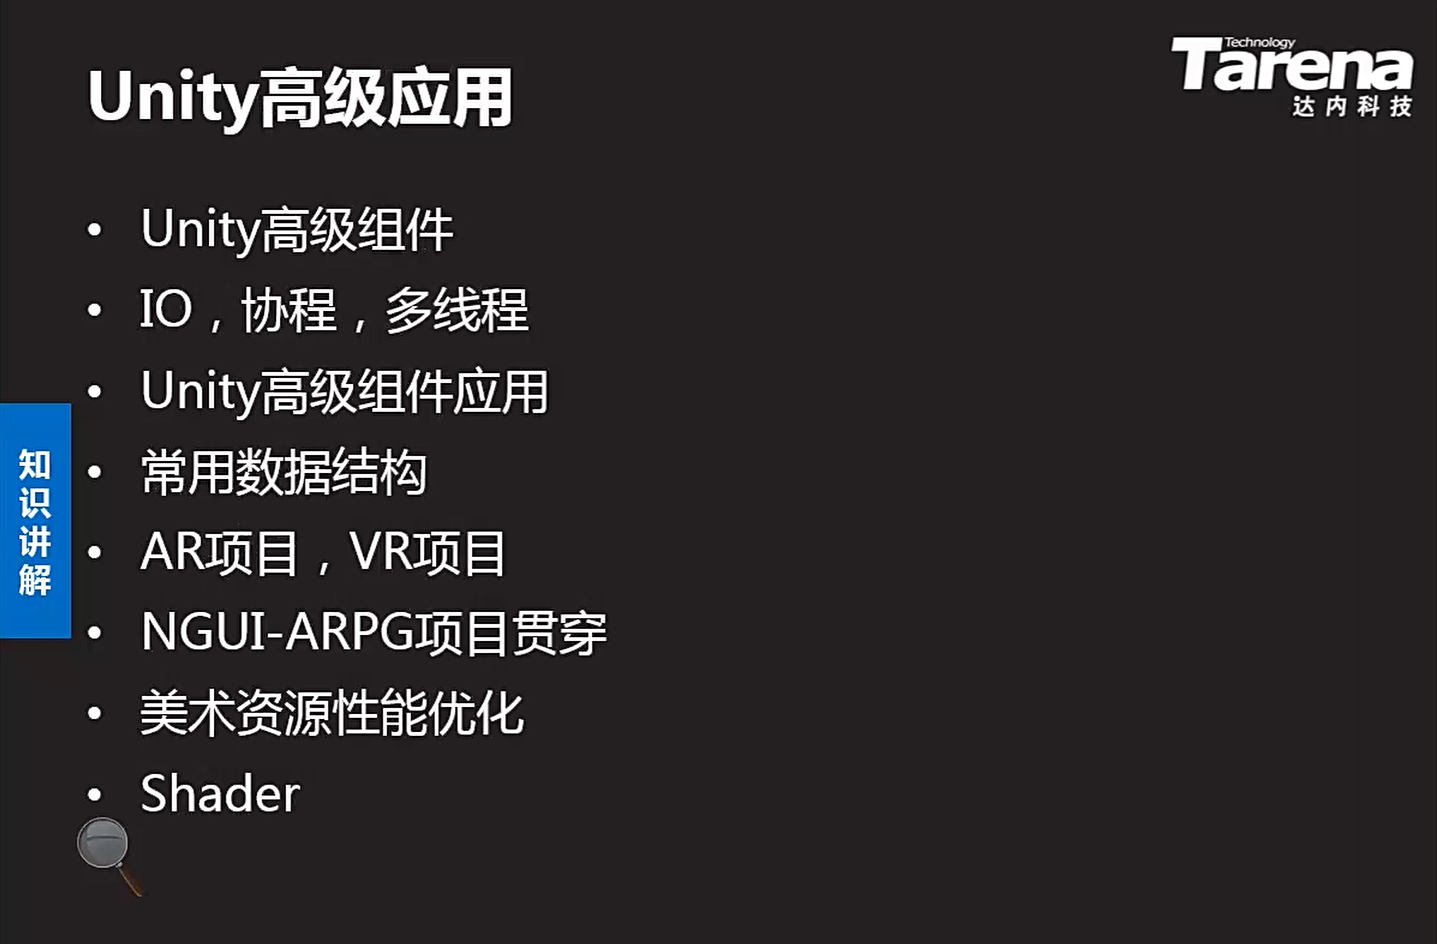 Unity高级应用
Technology
Tarena
达内科技
• Unity高级组件
• IO，协程，多线程
• Unity高级组件应用
• 常用数据结构
• AR项目，VR项目
• NGUI-ARPG项目贯穿
• 美术资源性能优化
• Shader
知识讲解